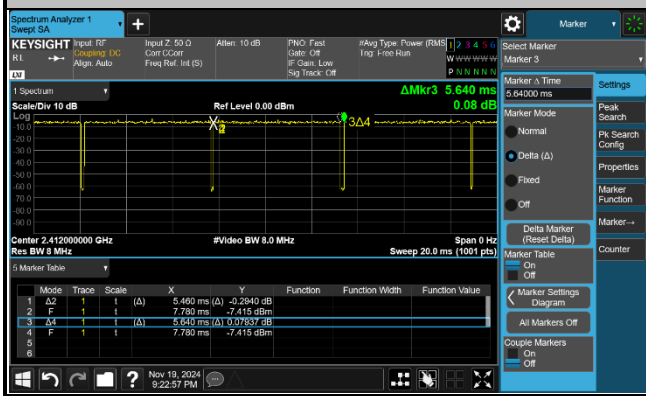 Spectrum Analyzer 1
Swept SA
+
Marker
KEYSIGHT
RL
LXI
Input: RF
Coupling: DC
Align: Auto
Input Z: 50 Ω
Corr CCorr
Freq Ref: Int (S)
Atten: 10 dB
PNO: Fast
Gate: Off
IF Gain: Low
Sig Track: Off
#Avg Type: Power (RMS
Trig: Free Run
1 2 3 4 5 6
W W W W W W
P N N N N N
Select Marker
Marker 3
1 Spectrum
Scale/Div 10 dB
Log
Ref Level 0.00 dBm
ΔMkr3 5.640 ms
0.08 dB
-10.0
-20.0
-30.0
-40.0
-50.0
-60.0
-70.0
-80.0
-90.0
2
3Δ4
Center 2.412000000 GHz
Res BW 8 MHz
#Video BW 8.0 MHz
Span 0 Hz
Sweep 20.0 ms (1001 pts)
5 Marker Table
Mode Trace Scale X Y Function Function Width Function Value
1 Δ2 1 t (Δ) 5.460 ms (Δ) -0.2940 dB
2 F 1 t 7.780 ms -7.415 dBm
3 Δ4 1 t (Δ) 5.640 ms (Δ) 0.07937 dB
4 F 1 t 7.780 ms -7.415 dBm
5
6
Marker Δ Time
5.64000 ms
Marker Mode
Normal
Delta (Δ)
Fixed
Off
Delta Marker
(Reset Delta)
Marker Table
On
Off
Marker Settings
Diagram
All Markers Off
Couple Markers
On
Off
Settings
Peak
Search
Pk Search
Config
Properties
Marker
Function
Marker→
Counter
?
Nov 19, 2024
9:22:57 PM